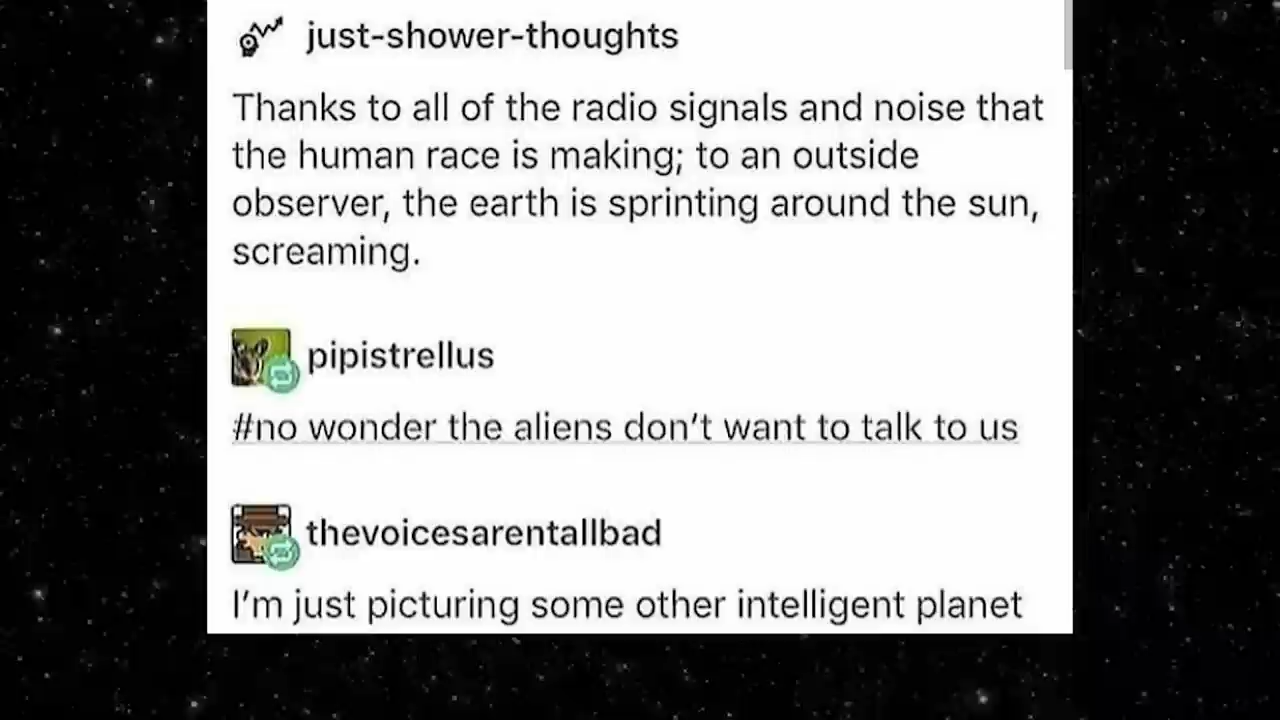 just-shower-thoughts
Thanks to all of the radio signals and noise that
the human race is making; to an outside
observer, the earth is sprinting around the sun,
screaming.
pipistrellus
#no wonder the aliens don't want to talk to us
thevoicesarentallbad
I'm just picturing some other intelligent planet